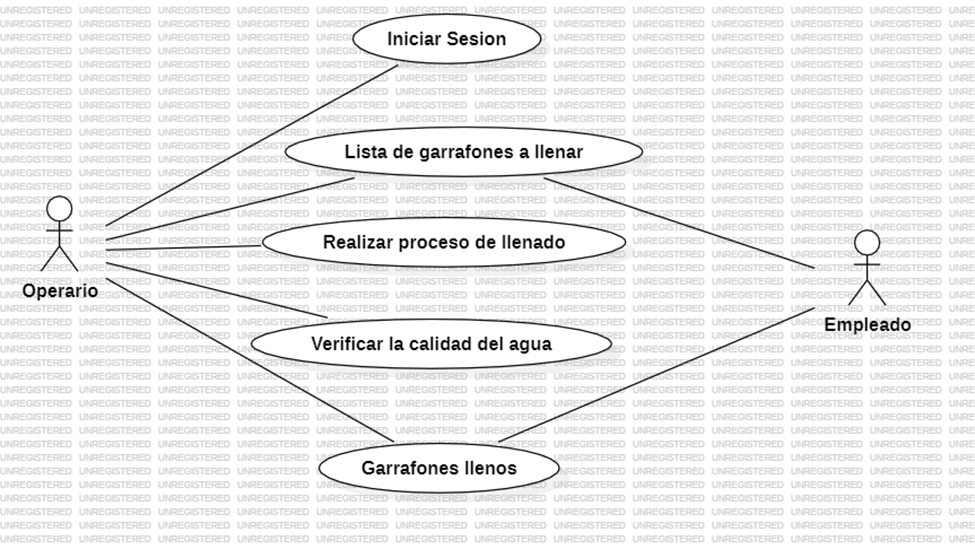 Iniciar Sesion
Lista de garrafones a llenar
Realizar proceso de llenado
Operario
Verificar la calidad del agua
Empleado
Garrafones llenos
UNREGISTERED